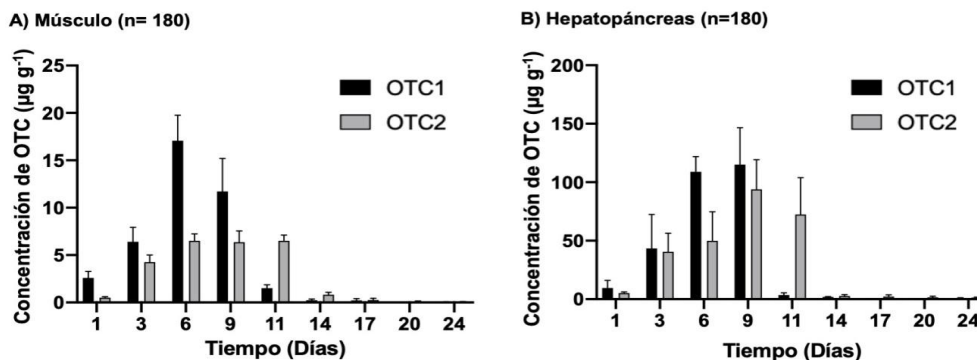 A) Músculo (n= 180)
Concentración de OTC (µg g-1)
25
20
15
10
5
0
OTC1
OTC2
1 3 6 9 11 14 17 20 24
Tiempo (Días)
B) Hepatopáncreas (n=180)
Concentración de OTC (µg g-1)
200
150
100
50
0
OTC1
OTC2
1 3 6 9 11 14 17 20 24
Tiempo (Días)